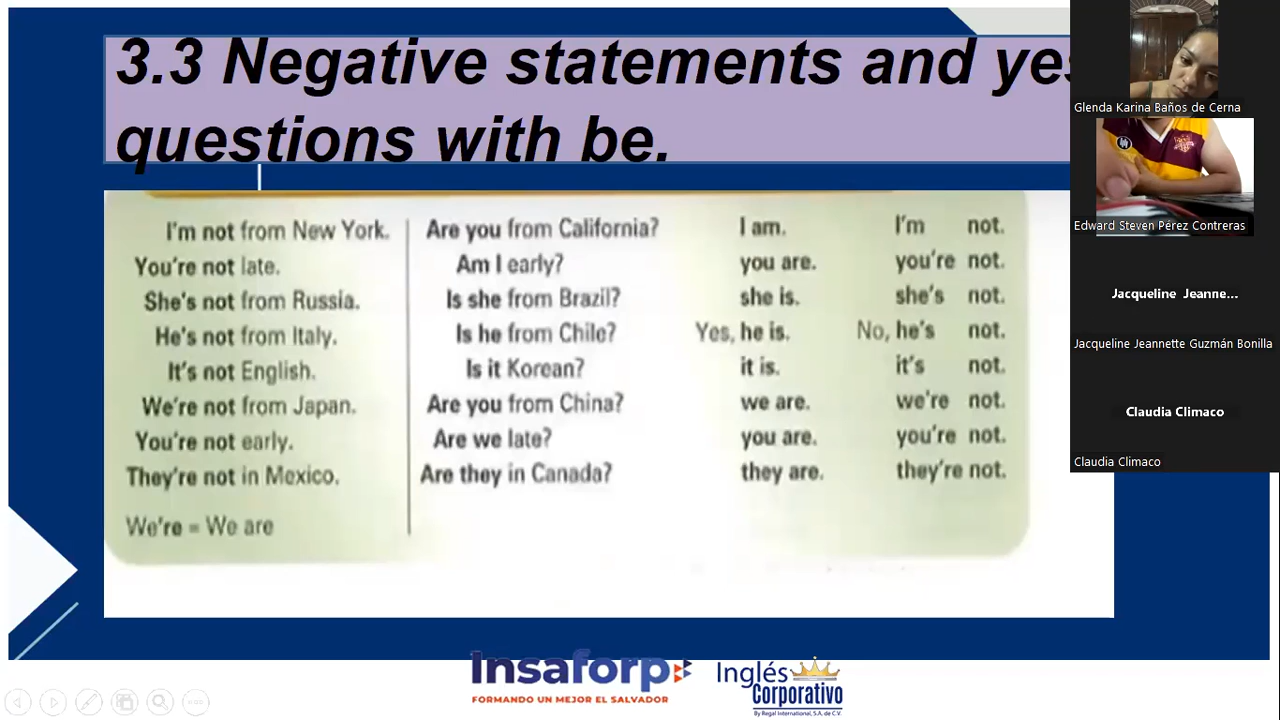 3.3 Negative statements and yes
questions with be.
I'm not from New York. Are you from California? I am. I'm not.
You're not late. Am I early? you are. you're not.
She's not from Russia. Is she from Brazil? she is. she's not.
He's not from Italy. Is he from Chile? Yes, he is. No, he's not.
It's not English. Is it Korean? it is. it's not.
We're not from Japan. Are you from China? we are. we're not.
You're not early. Are we late? you are. you're not.
They're not in Mexico. Are they in Canada? they are. they're not.
We're = We are
Insaforp
FORMANDO UN MEJOR EL SALVADOR
Inglés
Corporativo
By Regal International, S.A. de C.V.
Glenda Karina Baños de Cerna
Edward Steven Pérez Contreras
Jacqueline Jeanne...
Jacqueline Jeannette Guzmán Bonilla
Claudia Climaco
Claudia Climaco